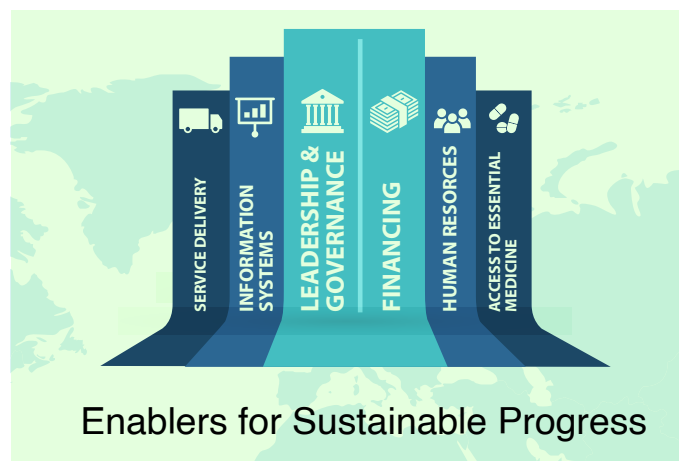 SERVICE DELIVERY
INFORMATION
SYSTEMS
LEADERSHIP &
GOVERNANCE
FINANCING
HUMAN RESORCES
ACCESS TO ESSENTIAL
MEDICINE
Enablers for Sustainable Progress